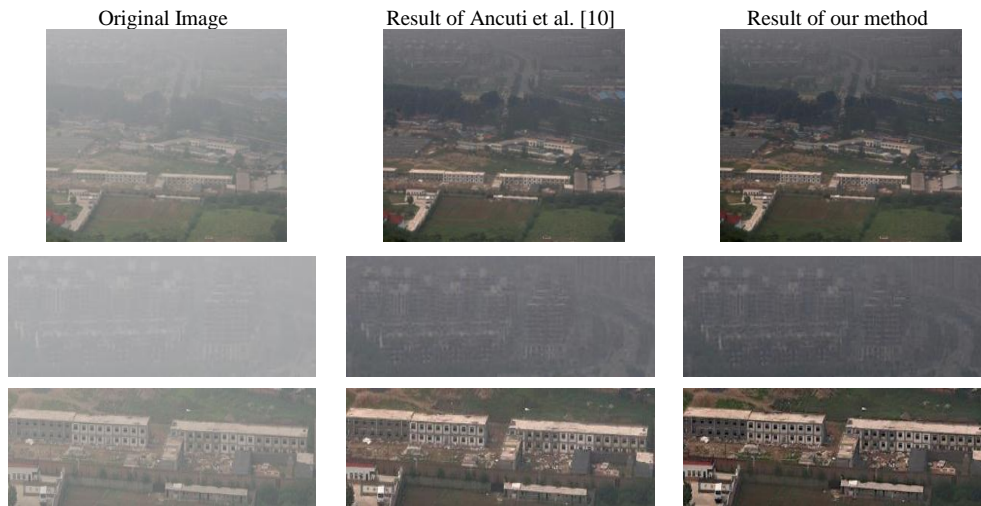 Original Image
Result of Ancuti et al. [10]
Result of our method